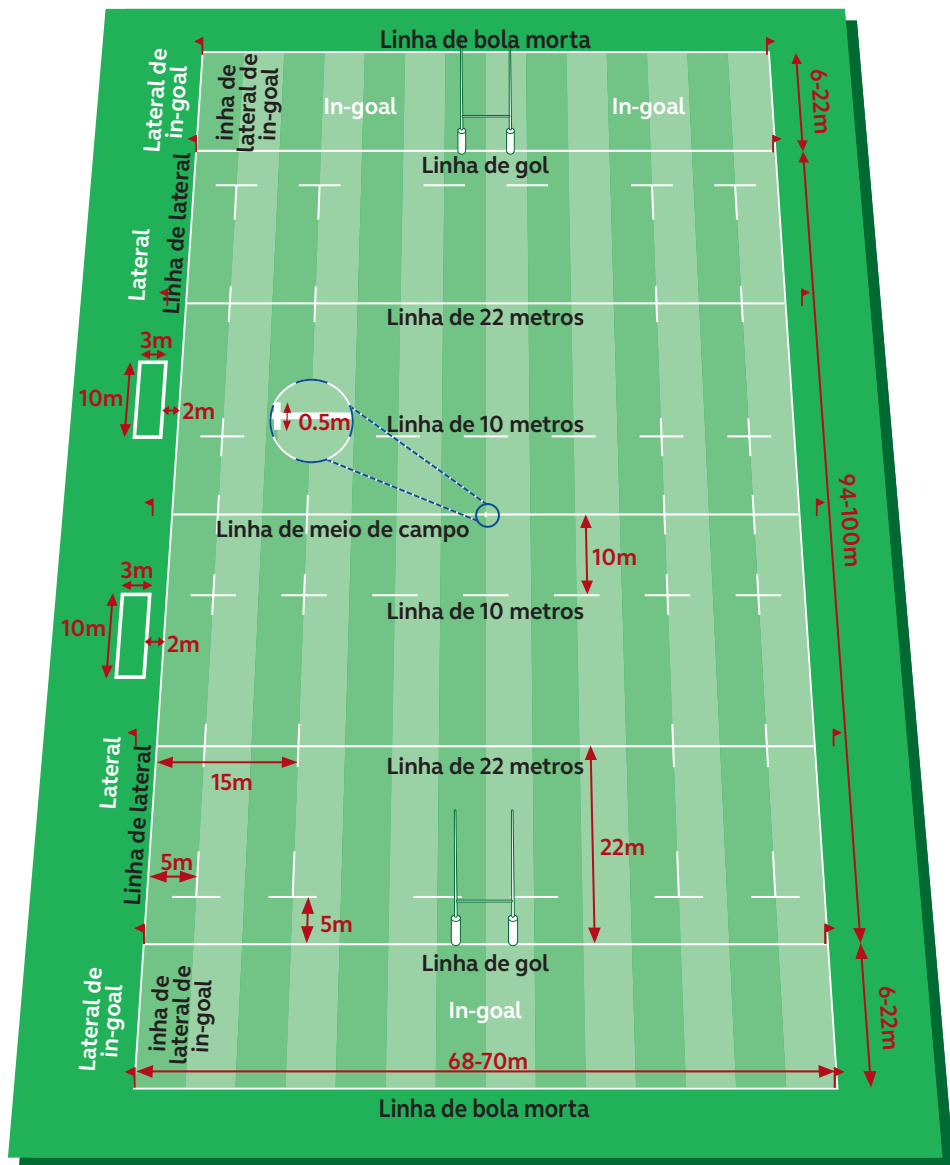 Linha de bola morta
Lateral de
in-goal
inha de
lateral de
in-goal
In-goal
In-goal
6-22m
Linha de gol
Linha de lateral
Lateral
Linha de 22 metros
3m
10m
2m
0.5m
Linha de 10 metros
94-100m
Linha de meio de campo
10m
3m
10m
2m
Linha de 10 metros
Lateral
Linha de lateral
15m
Linha de 22 metros
22m
5m
5m
Linha de gol
Lateral de
in-goal
inha de
lateral de
in-goal
In-goal
6-22m
68-70m
Linha de bola morta